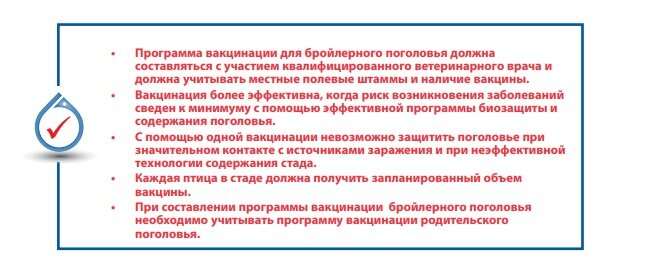 • Программа вакцинации для бройлерного поголовья должна
составляться с участием квалифицированного ветеринарного врача и
должна учитывать местные полевые штаммы и наличие вакцины.
• Вакцинация более эффективна, когда риск возникновения заболеваний
сведен к минимуму с помощью эффективной программы биозащиты и
содержания поголовья.
• С помощью одной вакцинации невозможно защитить поголовье при
значительном контакте с источниками заражения и при неэффективной
технологии содержания стада.
• Каждая птица в стаде должна получить запланированный объем
вакцины.
• При составлении программы вакцинации бройлерного поголовья
необходимо учитывать программу вакцинации родительского
поголовья.